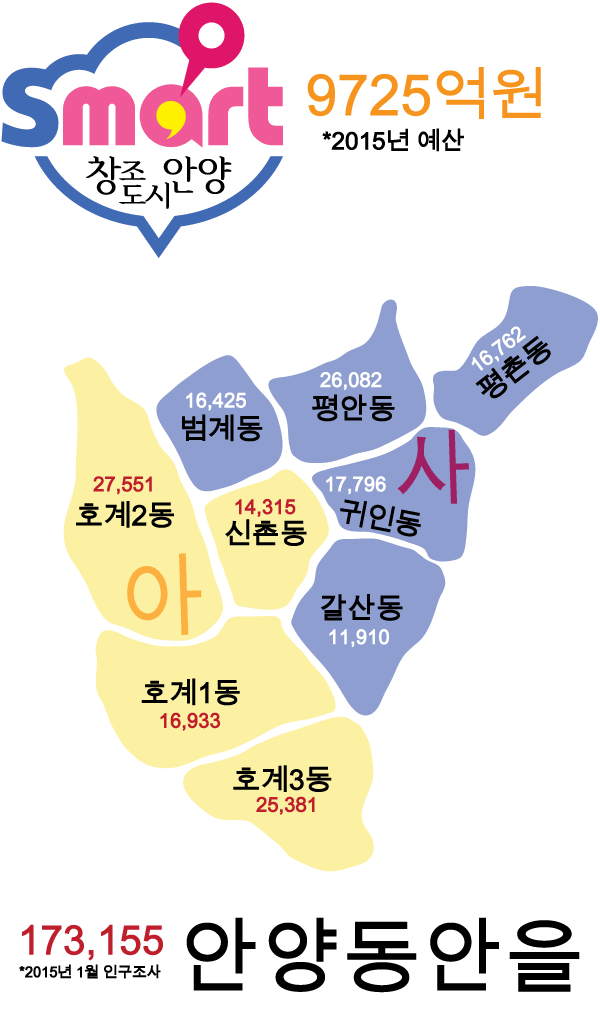 Smart
창조
도시 안양
9725억원
*2015년 예산
16,762
평촌동
26,082
평안동
16,425
범계동
사
17,796
귀인동
27,551
호계2동
14,315
신촌동
아
갈산동
11,910
호계1동
16,933
호계3동
25,381
173,155
*2015년 1월 인구조사
안양동안을